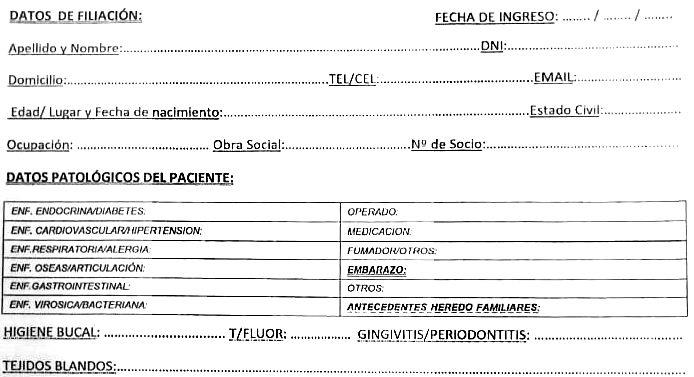 DATOS DE FILIACIÓN: FECHA DE INGRESO: ........ / ........ / ........
Apellido y Nombre:.................................................. DNI:..............................
Domicilio:.................................................. TEL/CEL:........................ EMAIL:....................
Edad/ Lugar y Fecha de nacimiento:.................................................. Estado Civil:....................
Ocupación: .............................. Obra Social:.............................. Nº de Socio:..............................
DATOS PATOLÓGICOS DEL PACIENTE:
ENF. ENDOCRINA/DIABETES: OPERADO:
ENF. CARDIOVASCULAR/HIPERTENSION: MEDICACION:
ENF.RESPIRATORIA/ALERGIA: FUMADOR/OTROS:
ENF. OSEAS/ARTICULACIÓN: EMBARAZO:
ENF.GASTROINTESTINAL: OTROS:
ENF. VIROSICA/BACTERIANA: ANTECEDENTES HEREDO FAMILIARES:
HIGIENE BUCAL: .............................. T/FLUOR: ............... GINGIVITIS/PERIODONTITIS: ..............................
TEJIDOS BLANDOS:............................................................